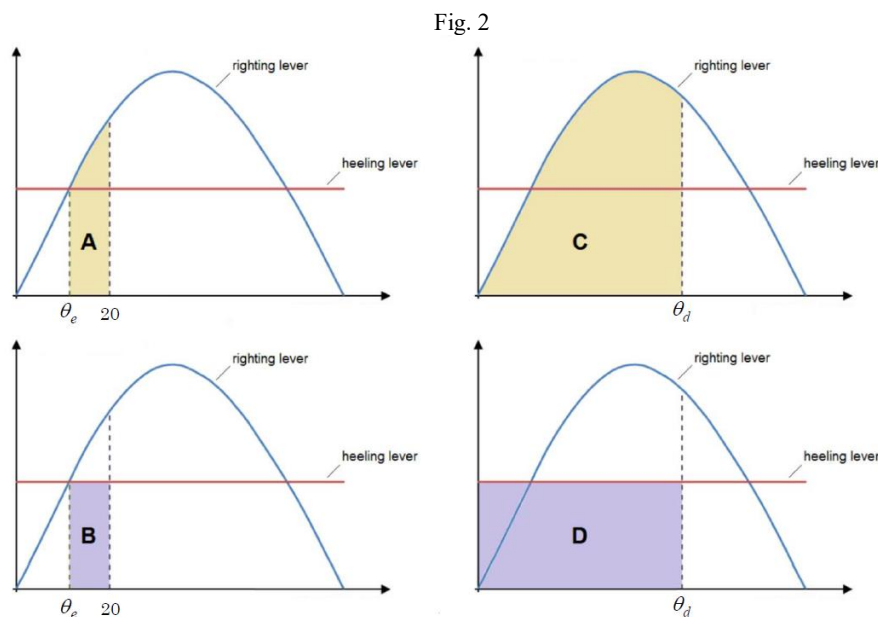 Fig. 2
righting lever
heeling lever
A
θe 20
righting lever
heeling lever
C
θd
righting lever
heeling lever
B
θe 20
righting lever
heeling lever
D
θd